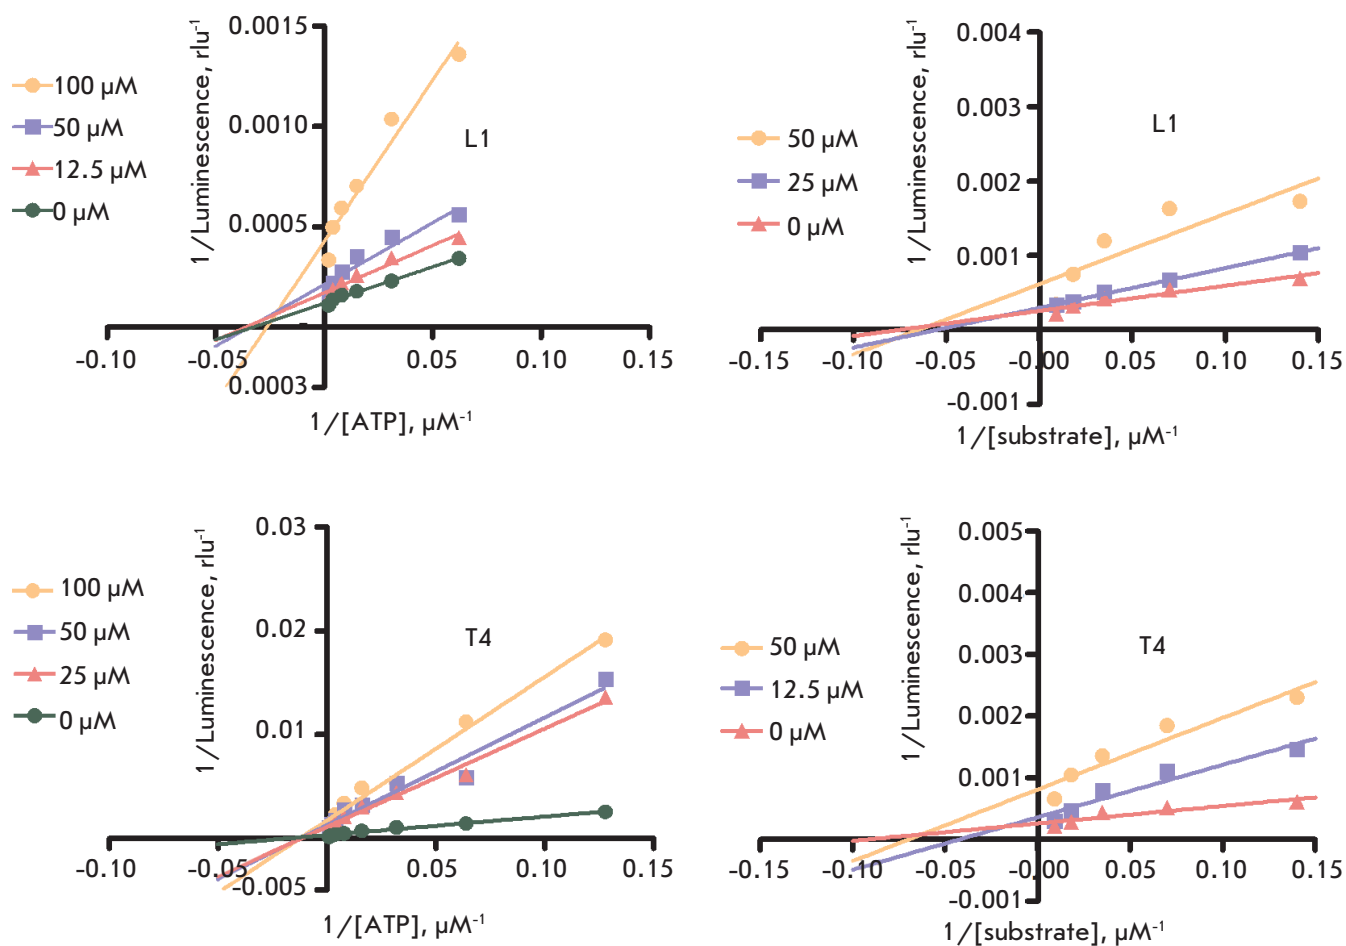 1/Luminescence, rlu-1
0.0015
0.0010
0.0005
0.0003
100 µM
50 µM
12.5 µM
0 µM
L1
-0.10
-0.05
0.00
0.05
0.10
0.15
1/[ATP], µM-1
1/Luminescence, rlu-1
0.004
0.003
0.002
0.001
-0.001
50 µM
25 µM
0 µM
L1
-0.15
-0.10
-0.05
-0.00
0.05
0.10
0.15
1/[substrate], µM-1
1/Luminescence, rlu-1
0.03
0.02
0.01
-0.005
100 µM
50 µM
25 µM
0 µM
T4
-0.10
-0.05
0.00
0.05
0.10
0.15
1/[ATP], µM-1
1/Luminescence, rlu-1
0.005
0.004
0.003
0.002
0.001
-0.001
50 µM
12.5 µM
0 µM
T4
-0.15
-0.10
-0.05
-0.00
0.05
0.10
0.15
1/[substrate], µM-1